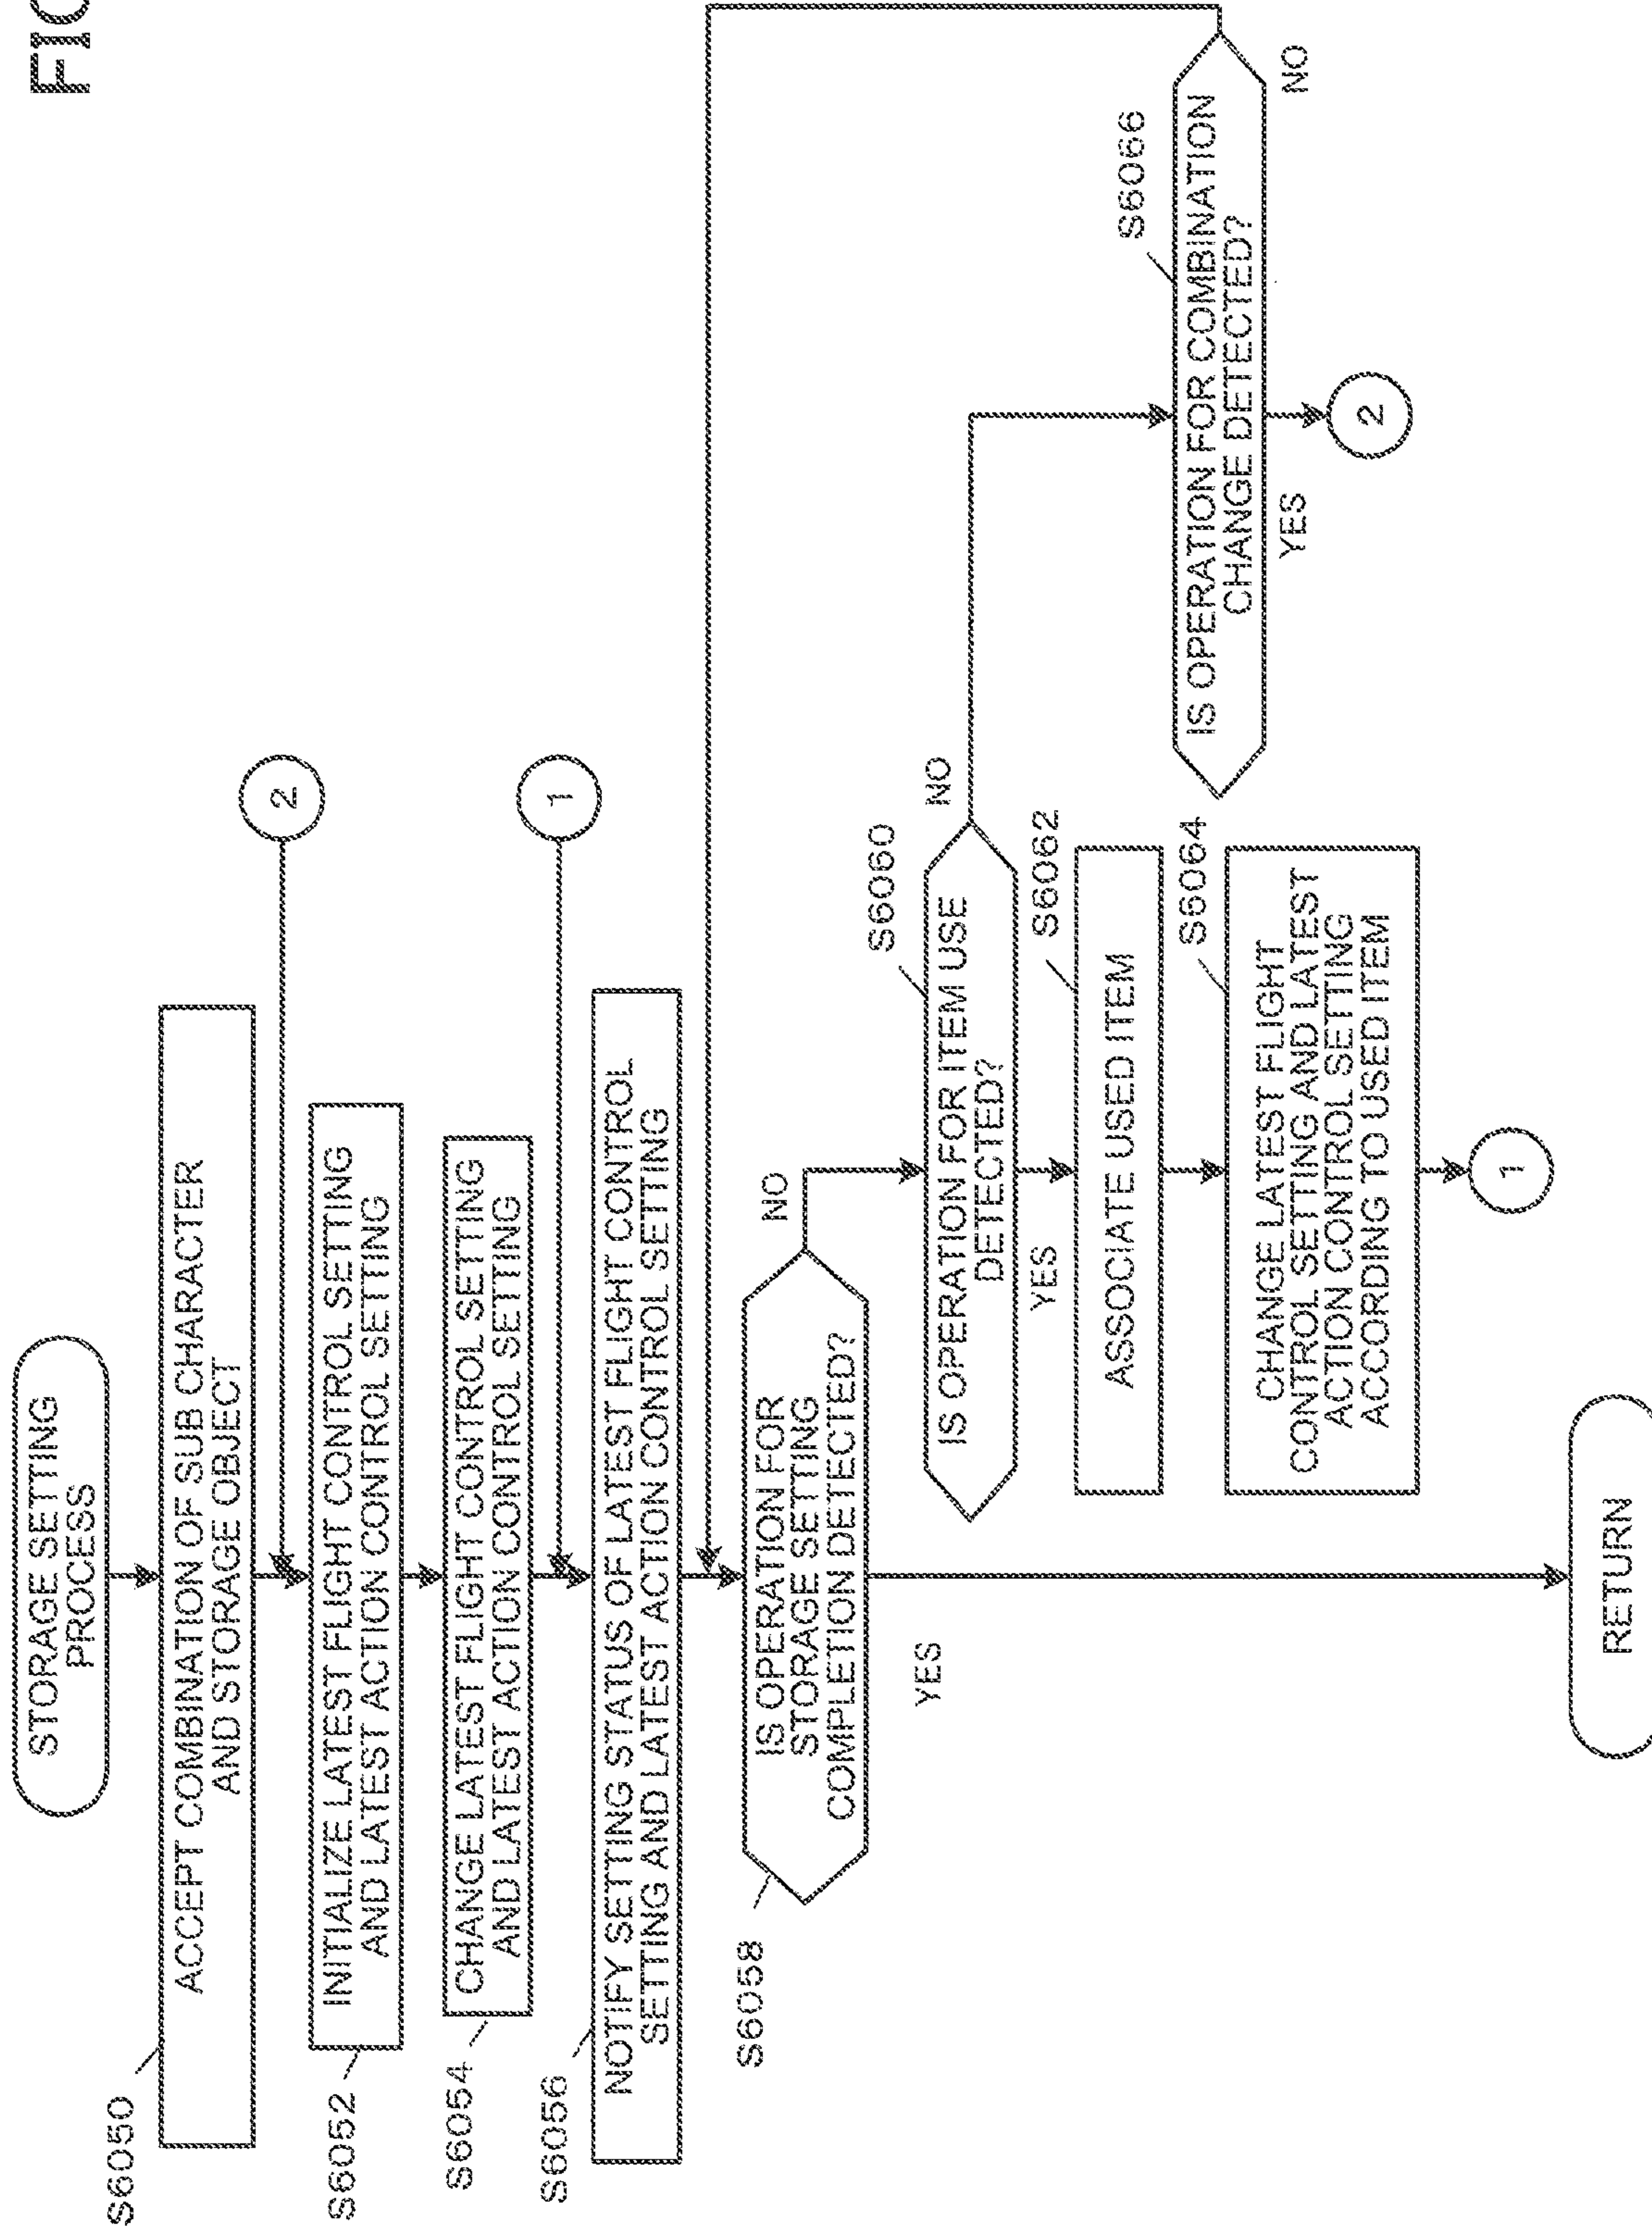 FIG
STORAGE SETTING
PROCESS
S6050
ACCEPT COMBINATION OF SUB CHARACTER
AND STORAGE OBJECT
2
S6052
INITIALIZE LATEST FLIGHT CONTROL SETTING
AND LATEST ACTION CONTROL SETTING
S6054
CHANGE LATEST FLIGHT CONTROL SETTING
AND LATEST ACTION CONTROL SETTING
1
S6056
NOTIFY SETTING STATUS OF LATEST FLIGHT CONTROL
SETTING AND LATEST ACTION CONTROL SETTING
S6058
IS OPERATION FOR
STORAGE SETTING
COMPLETION DETECTED?
NO
YES
S6060
IS OPERATION FOR ITEM USE
DETECTED?
NO
YES
S6062
ASSOCIATE USED ITEM
S6064
CHANGE LATEST FLIGHT
CONTROL SETTING AND LATEST
ACTION CONTROL SETTING
ACCORDING TO USED ITEM
1
S6066
IS OPERATION FOR COMBINATION
CHANGE DETECTED?
NO
YES
2
RETURN